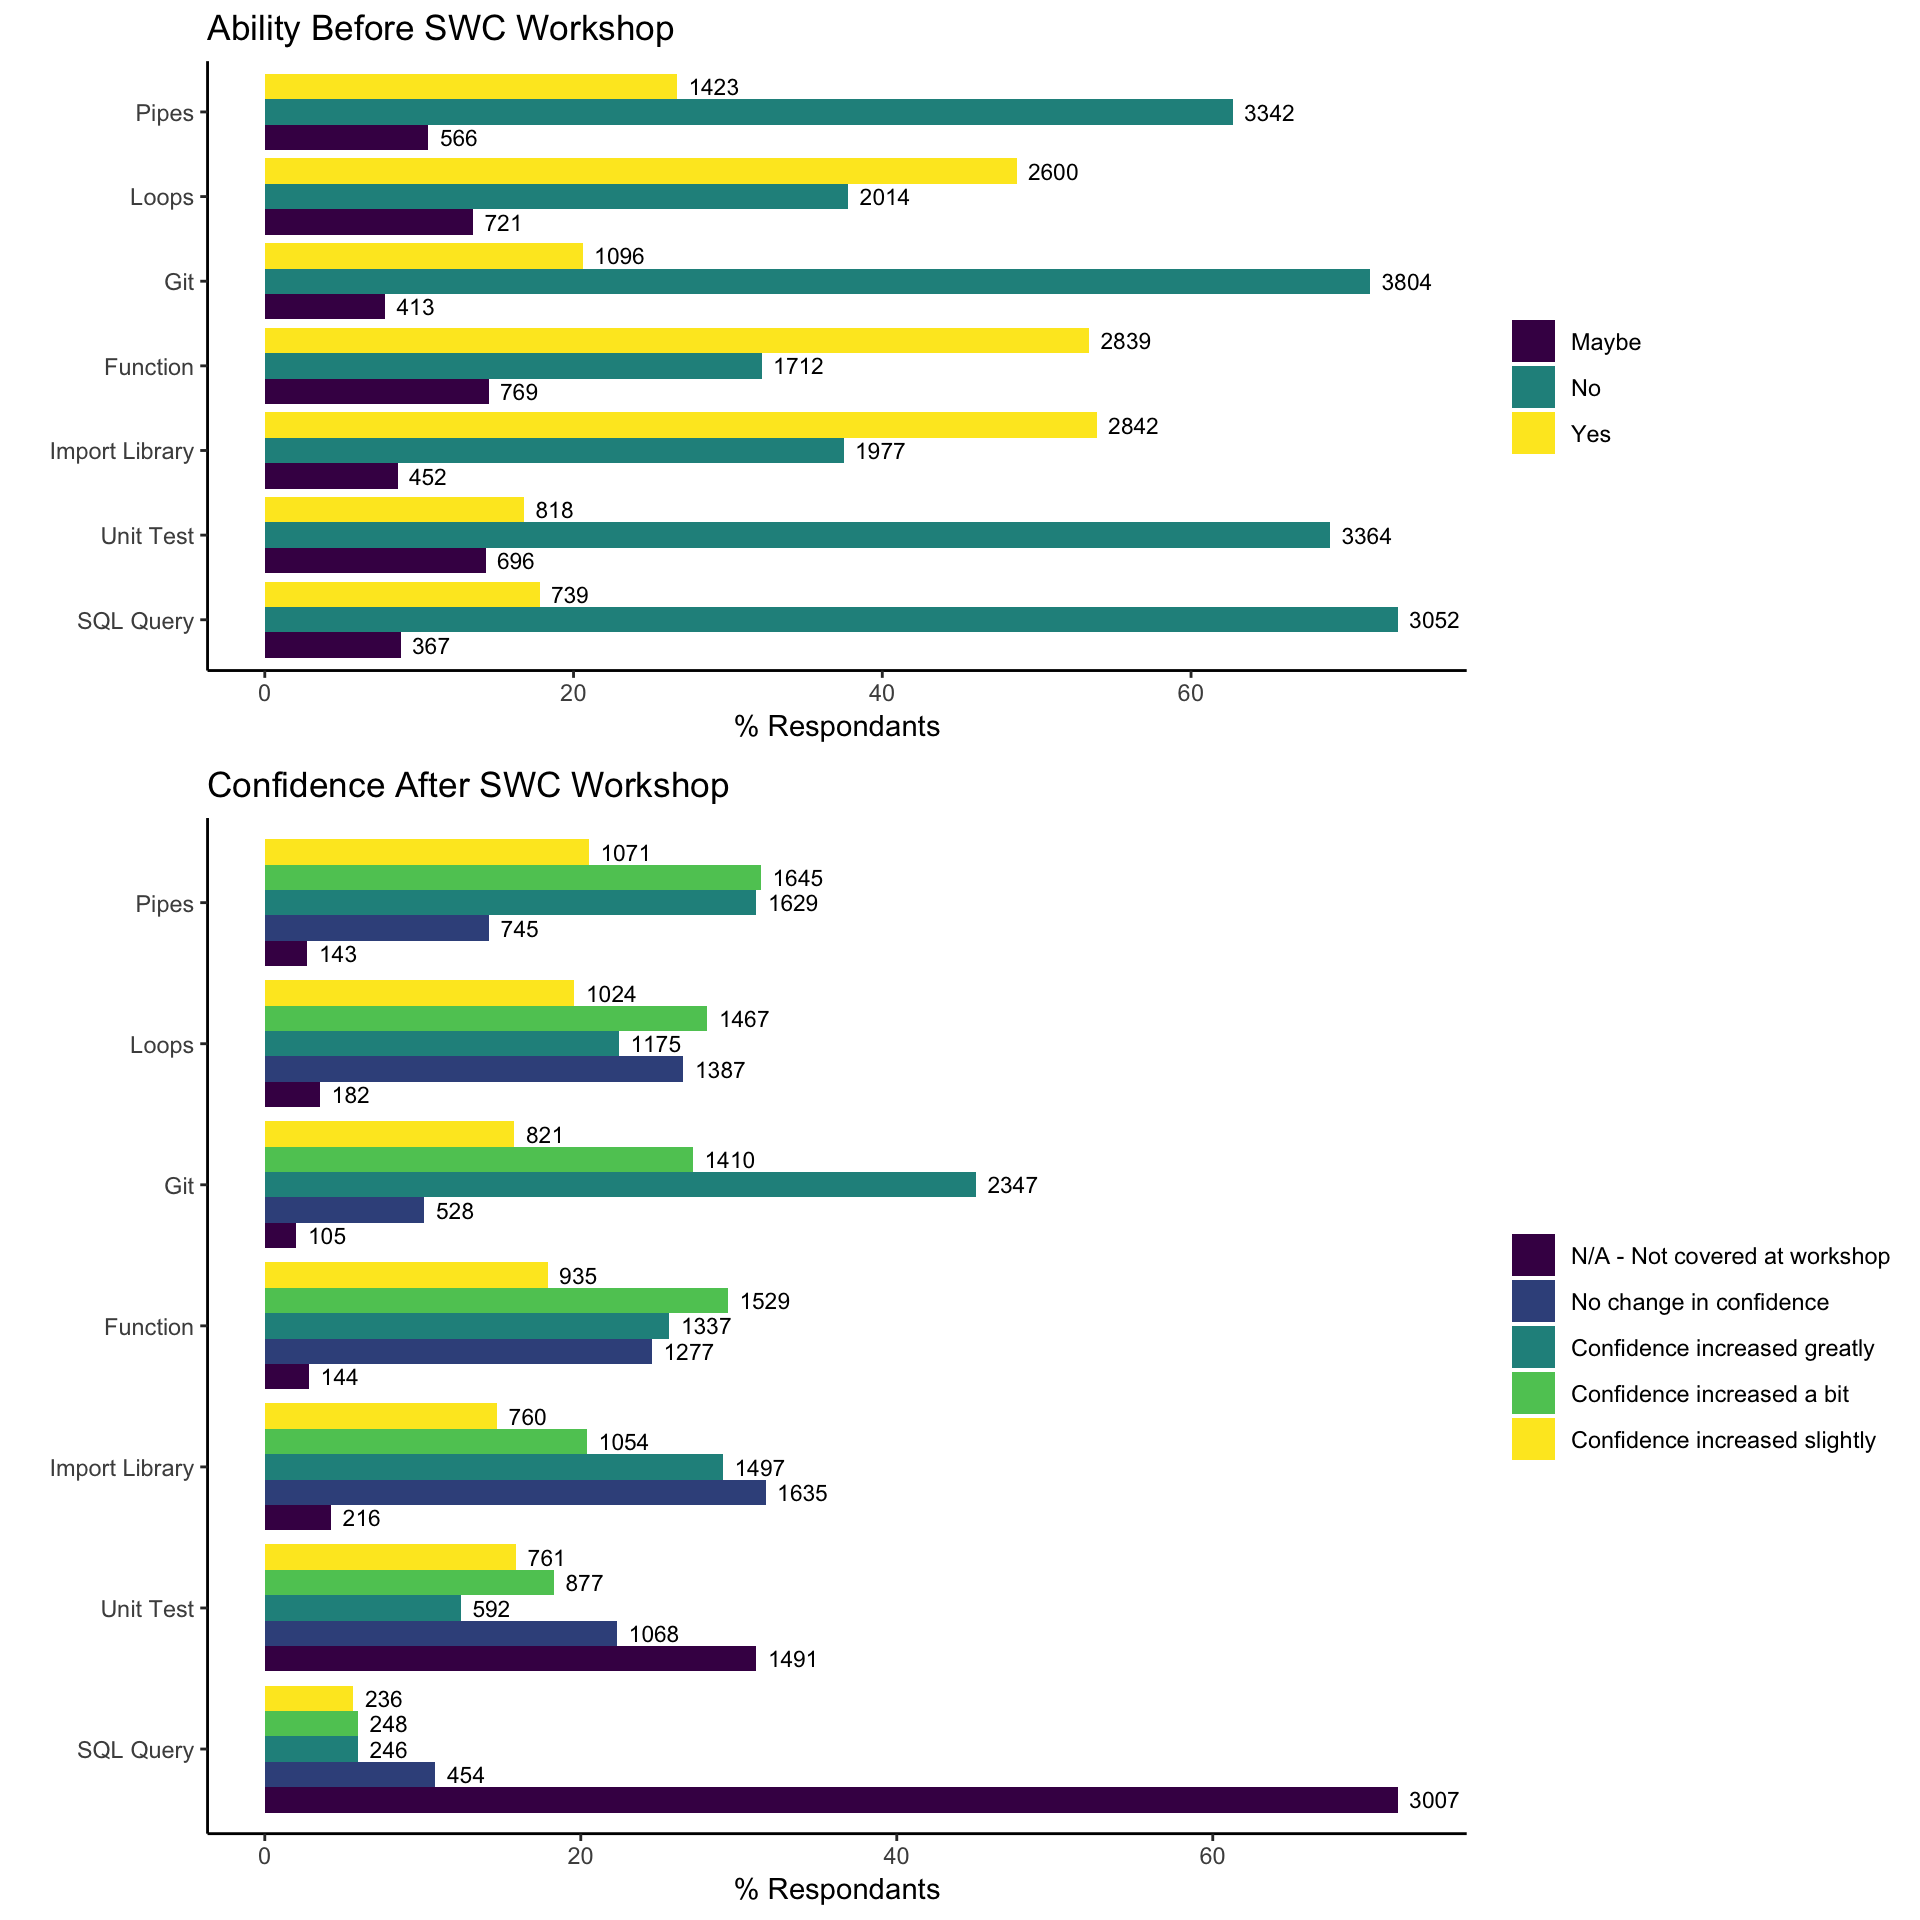 Ability Before SWC Workshop
Pipes
1423
3342
566
Loops
2600
2014
721
Git
1096
3804
413
Function
2839
1712
769
Import Library
2842
1977
452
Unit Test
818
3364
696
SQL Query
739
3052
367
0 20 40 60
% Respondants
Maybe
No
Yes
Confidence After SWC Workshop
Pipes
1071
1645
1629
745
143
Loops
1024
1467
1175
1387
182
Git
821
1410
2347
528
105
Function
935
1529
1337
1277
144
Import Library
760
1054
1497
1635
216
Unit Test
761
877
592
1068
1491
SQL Query
236
248
246
454
3007
0 20 40 60
% Respondants
N/A - Not covered at workshop
No change in confidence
Confidence increased greatly
Confidence increased a bit
Confidence increased slightly